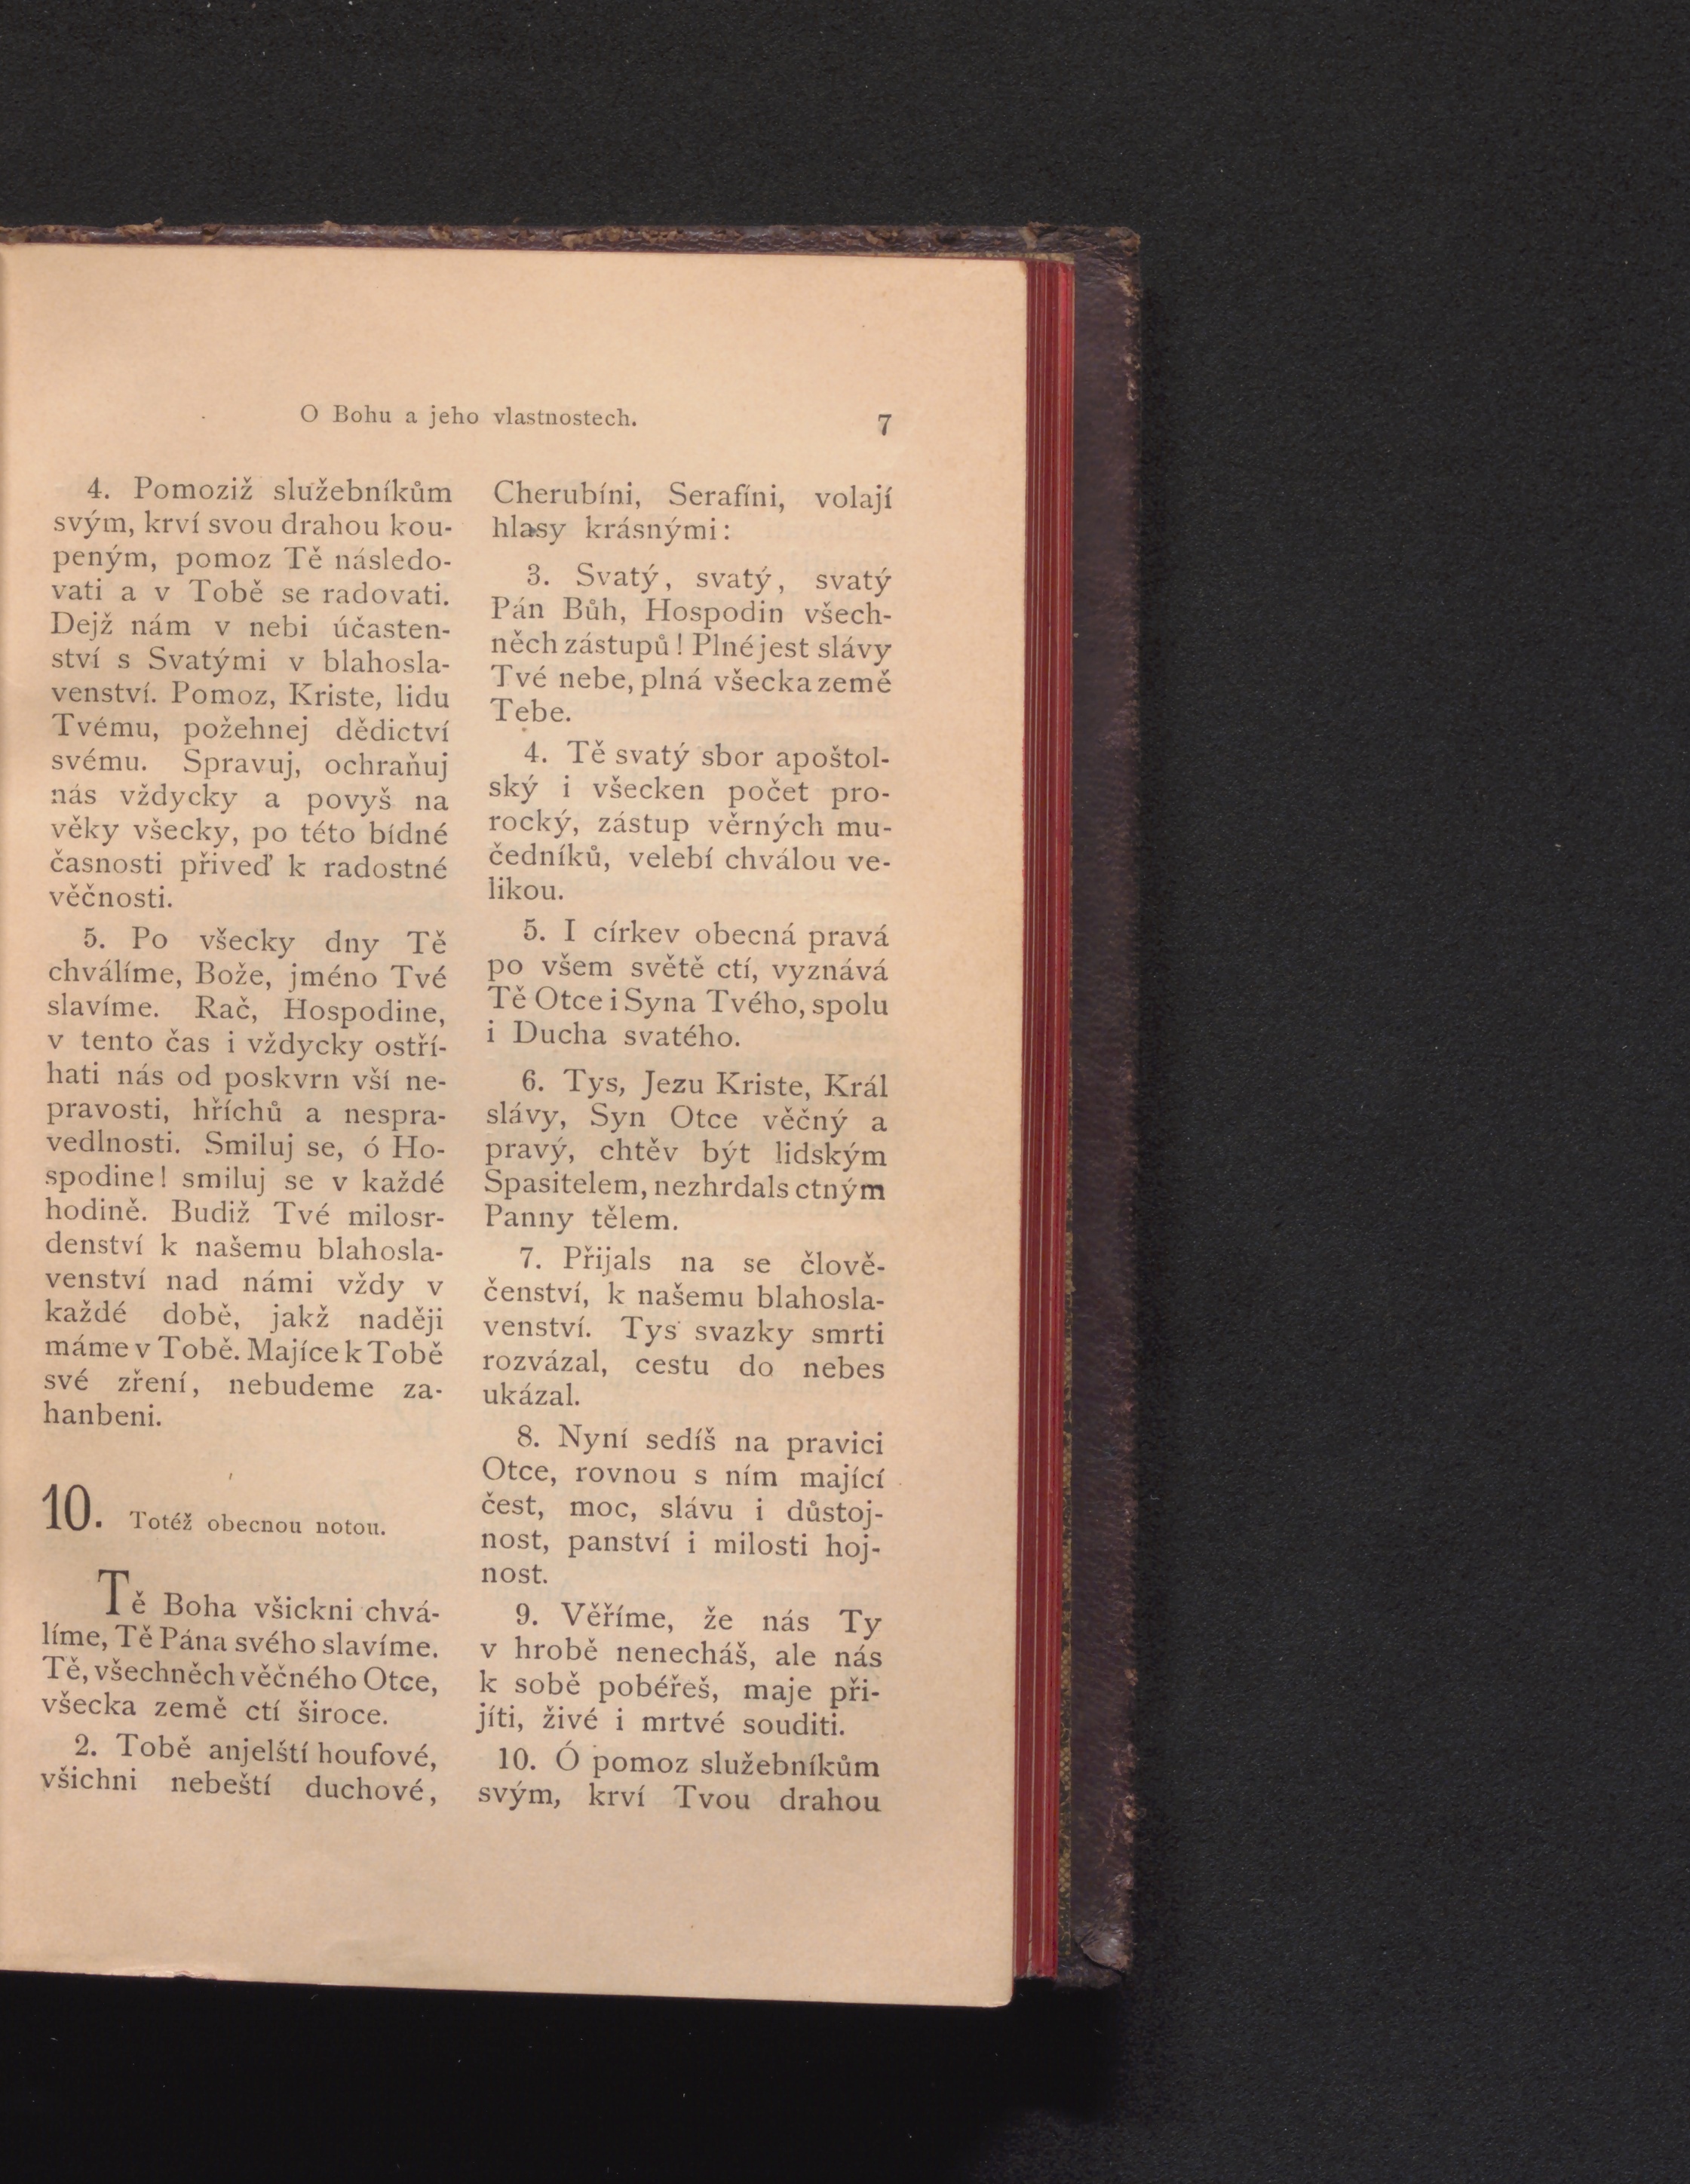 O Bohu a jeho vlastnostech.
7
4. Pomoziž služebníkům
svým, krví svou drahou kou-
peným, pomoz Tě následo-
vati a v Tobě se radovati.
Dejž nám v nebi účasten-
ství s Svatými v blahosla-
venství. Pomoz, Kriste, lidu
Tvému, požehnej dědictví
svému. Spravuj, ochraňuj
nás vždycky a povyš na
věky všecky, po této bídné
časnosti přiveď k radostné
věčnosti.
5. Po všecky dny Tě
chválíme, Bože, jméno Tvé
slavíme. Rač, Hospodine,
v tento čas i vždycky ostří-
hati nás od poskvrn vší ne-
pravosti, hříchů a nespra-
vedlnosti. Smiluj se, ó Ho-
spodine! smiluj se v každé
hodině. Budiž Tvé milosr-
denství k našemu blahosla-
venství nad námi vždy v
každé době, jakž naději
máme v Tobě. Majíce k Tobě
své zření, nebudeme za-
hanbeni.
10. Totéž obecnou notou.
Tě Boha všickni chvá-
líme, Tě Pána svého slavíme.
Tě, všechněch věčného Otce,
všecka země ctí široce.
2. Tobě anjelští houfové,
všichni nebeští duchové,
Cherubíni, Serafíni, volají
hlasy krásnými:
3. Svatý, svatý, svatý
Pán Bůh, Hospodin všech-
něch zástupů! Plné jest slávy
Tvé nebe, plná všecka země
Tebe.
4. Tě svatý sbor apoštol-
ský i všecken počet pro-
rocký, zástup věrných mu-
čedníků, velebí chválou ve-
likou.
5. I církev obecná pravá
po všem světě ctí, vyznává
Tě Otce i Syna Tvého, spolu
i Ducha svatého.
6. Tys, Jezu Kriste, Král
slávy, Syn Otce věčný a
pravý, chtěv být lidským
Spasitelem, nezhrdals ctným
Panny tělem.
7. Přijals na se člově-
čenství, k našemu blahosla-
venství. Tys svazky smrti
rozvázal, cestu do nebes
ukázal.
8. Nyní sedíš na pravici
Otce, rovnou s ním mající
čest, moc, slávu i důstoj-
nost, panství i milosti hoj-
nost.
9. Věříme, že nás Ty
v hrobě nenecháš, ale nás
k sobě pobéřeš, maje při-
jíti, živé i mrtvé souditi.
10. Ó pomoz služebníkům
svým, krví Tvou drahou